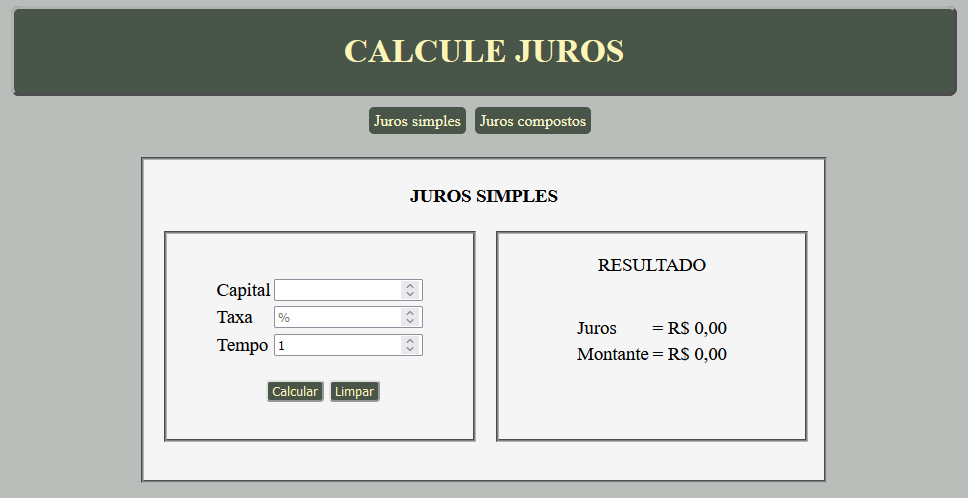 CALCULE JUROS
Juros simples Juros compostos
JUROS SIMPLES
Capital
Taxa %
Tempo 1
Calcular Limpar
RESULTADO
Juros = R$ 0,00
Montante = R$ 0,00